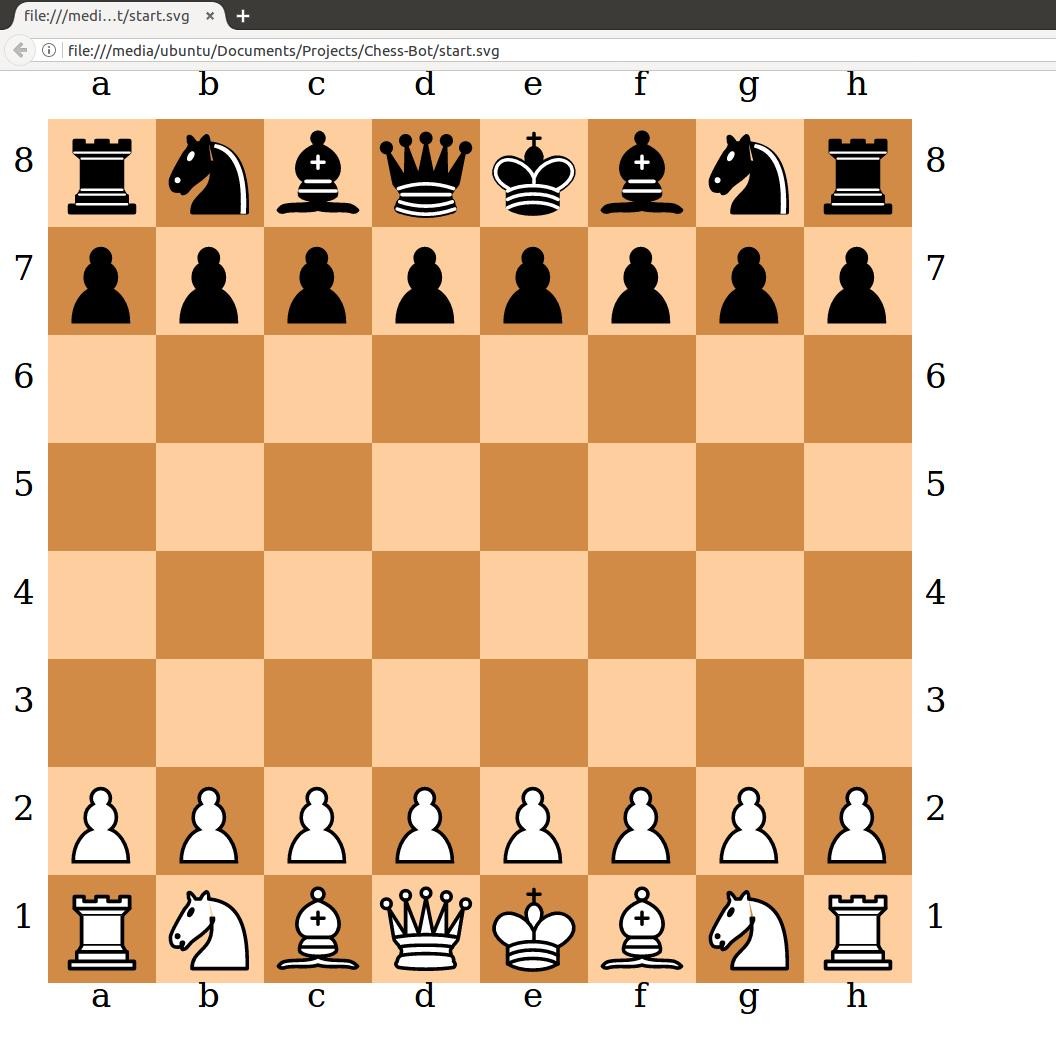 file:///medi...t/start.svg × +
file:///media/ubuntu/Documents/Projects/Chess-Bot/start.svg
a b c d e f g h
8 8
7 7
6 6
5 5
4 4
3 3
2 2
1 1
a b c d e f g h